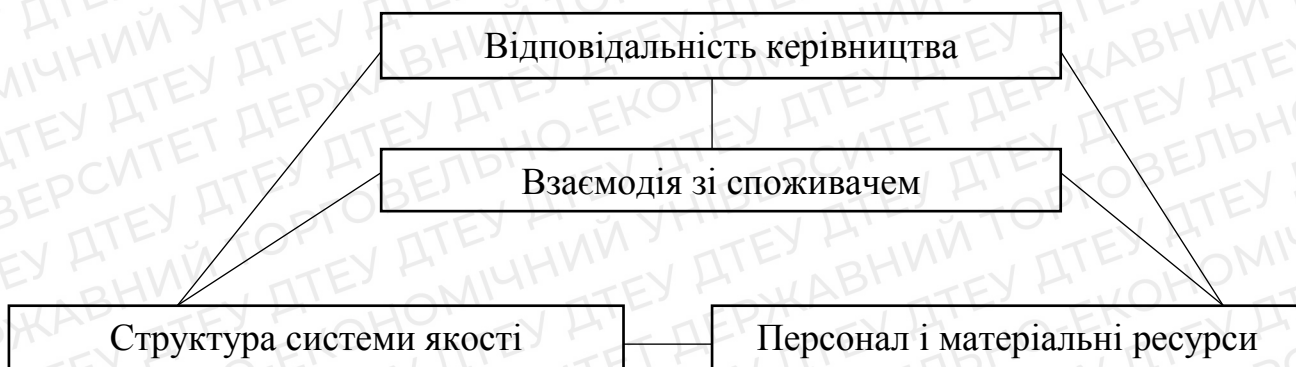 Відповідальність керівництва
Взаємодія зі споживачем
Структура системи якості
Персонал і матеріальні ресурси